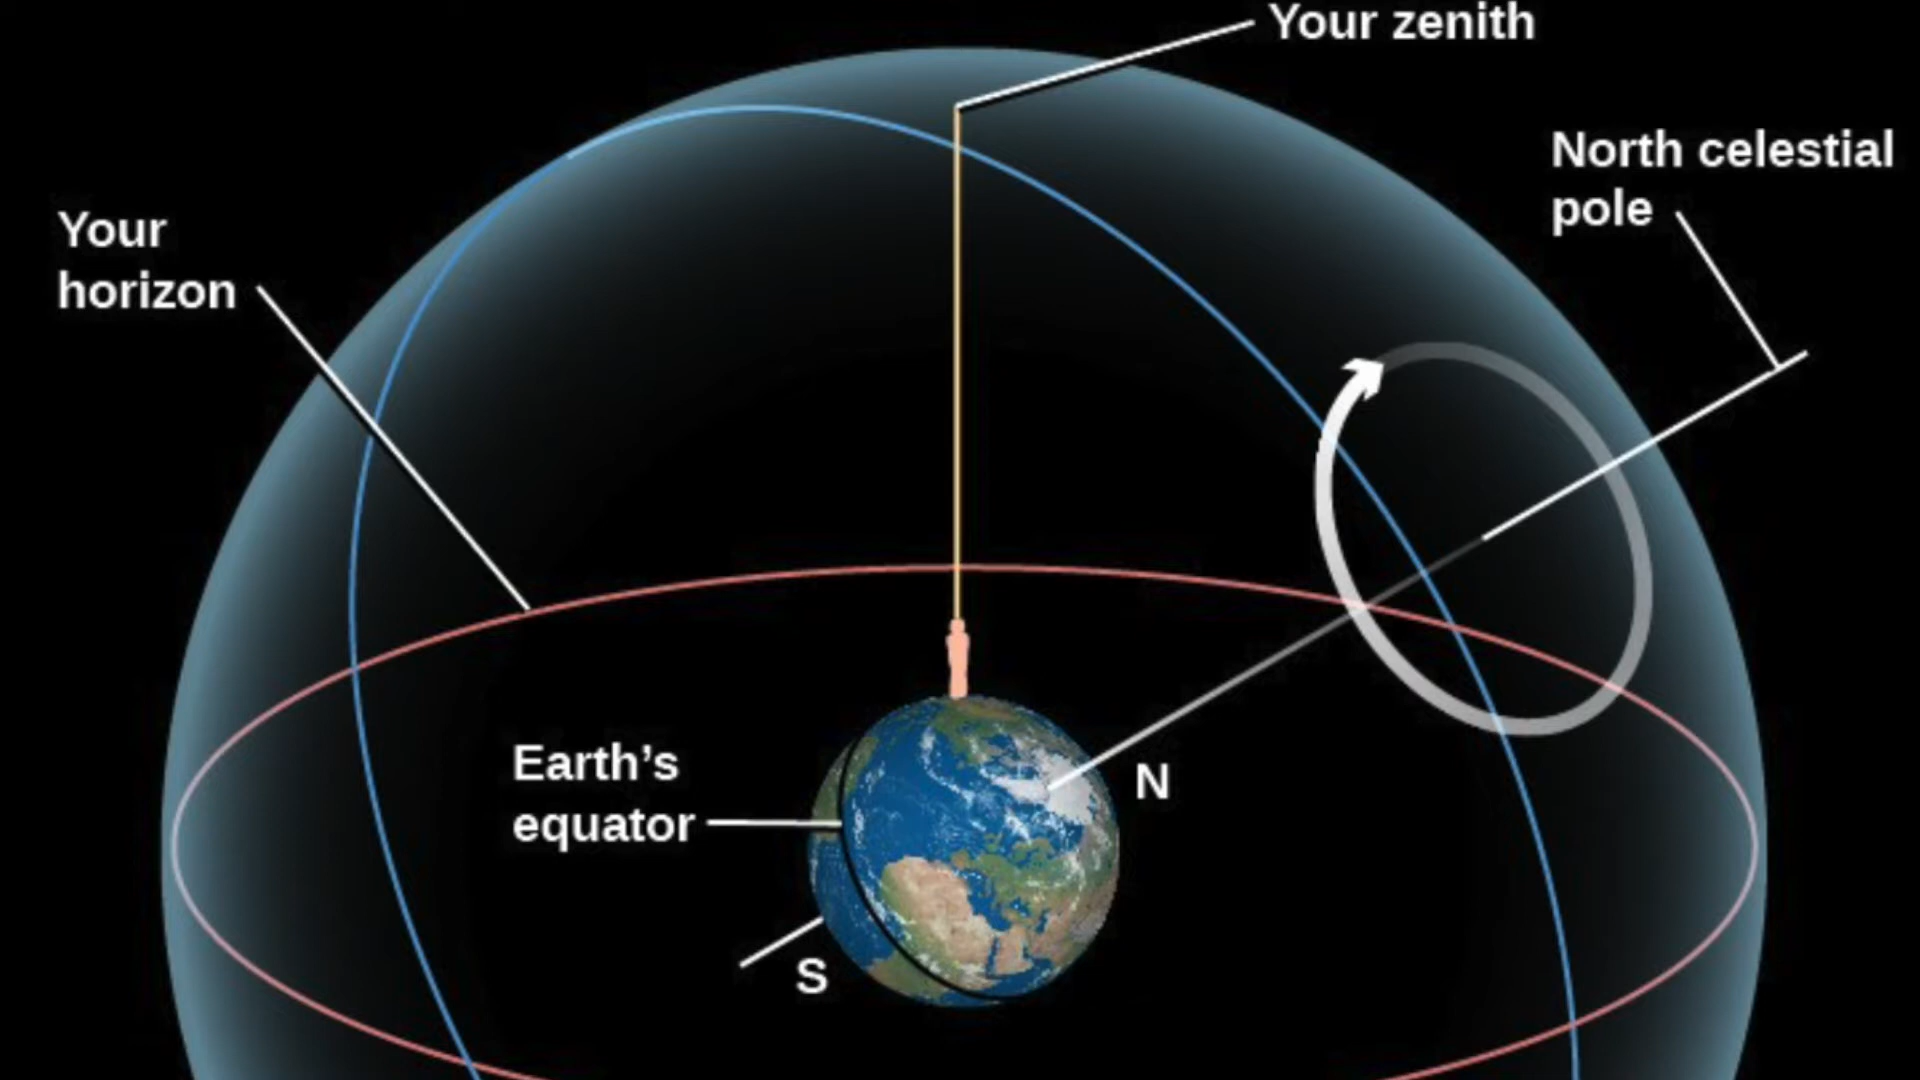 Your zenith
North celestial
pole
Your
horizon
Earth’s
equator
N
S